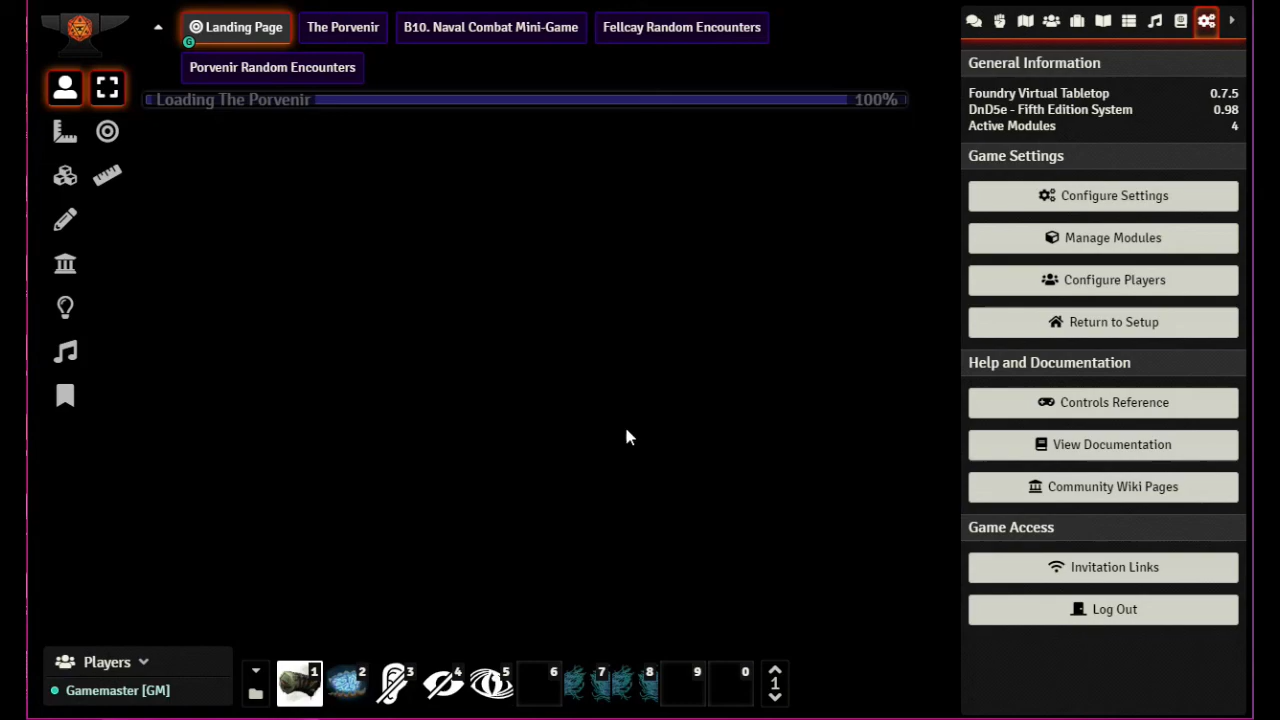 Landing Page
The Porvenir
B10. Naval Combat Mini-Game
Fellcay Random Encounters
G
Porvenir Random Encounters
Loading The Porvenir 100%
General Information
Foundry Virtual Tabletop 0.7.5
DnD5e - Fifth Edition System 0.98
Active Modules 4
Game Settings
Configure Settings
Manage Modules
Configure Players
Return to Setup
Help and Documentation
Controls Reference
View Documentation
Community Wiki Pages
Game Access
Invitation Links
Log Out
Players
Gamemaster [GM]
1 2 3 4 5 6 7 8 9 0
1